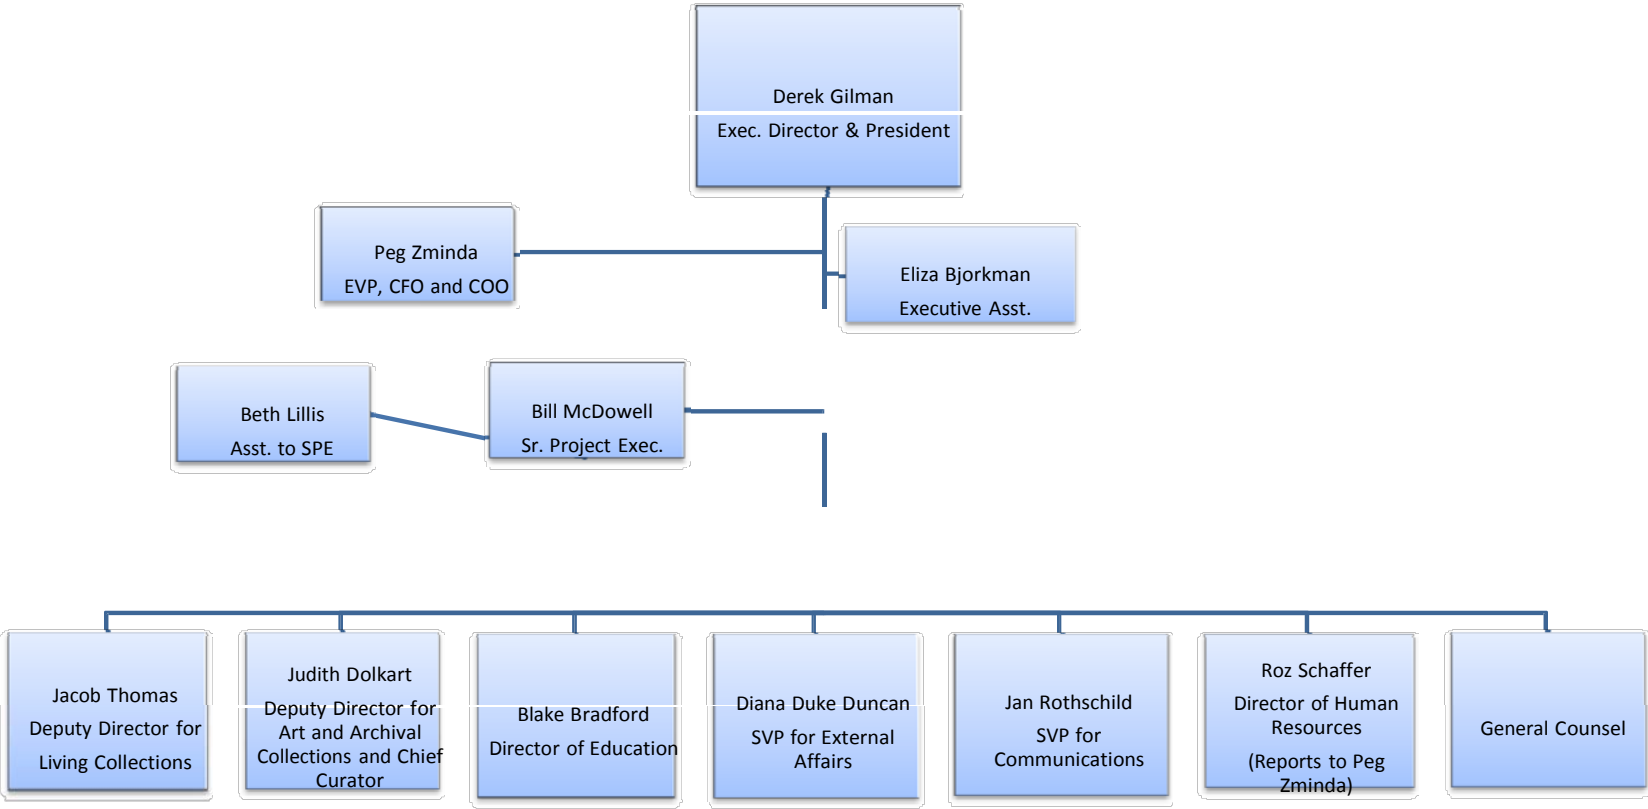 Derek Gilman
Exec. Director & President
Peg Zminda
EVP, CFO and COO
Eliza Bjorkman
Executive Asst.
Beth Lillis
Asst. to SPE
Bill McDowell
Sr. Project Exec.
Jacob Thomas
Deputy Director for
Living Collections
Judith Dolkart
Deputy Director for
Art and Archival
Collections and Chief
Curator
Blake Bradford
Director of Education
Diana Duke Duncan
SVP for External
Affairs
Jan Rothschild
SVP for
Communications
Roz Schaffer
Director of Human
Resources
(Reports to Peg
Zminda)
General Counsel